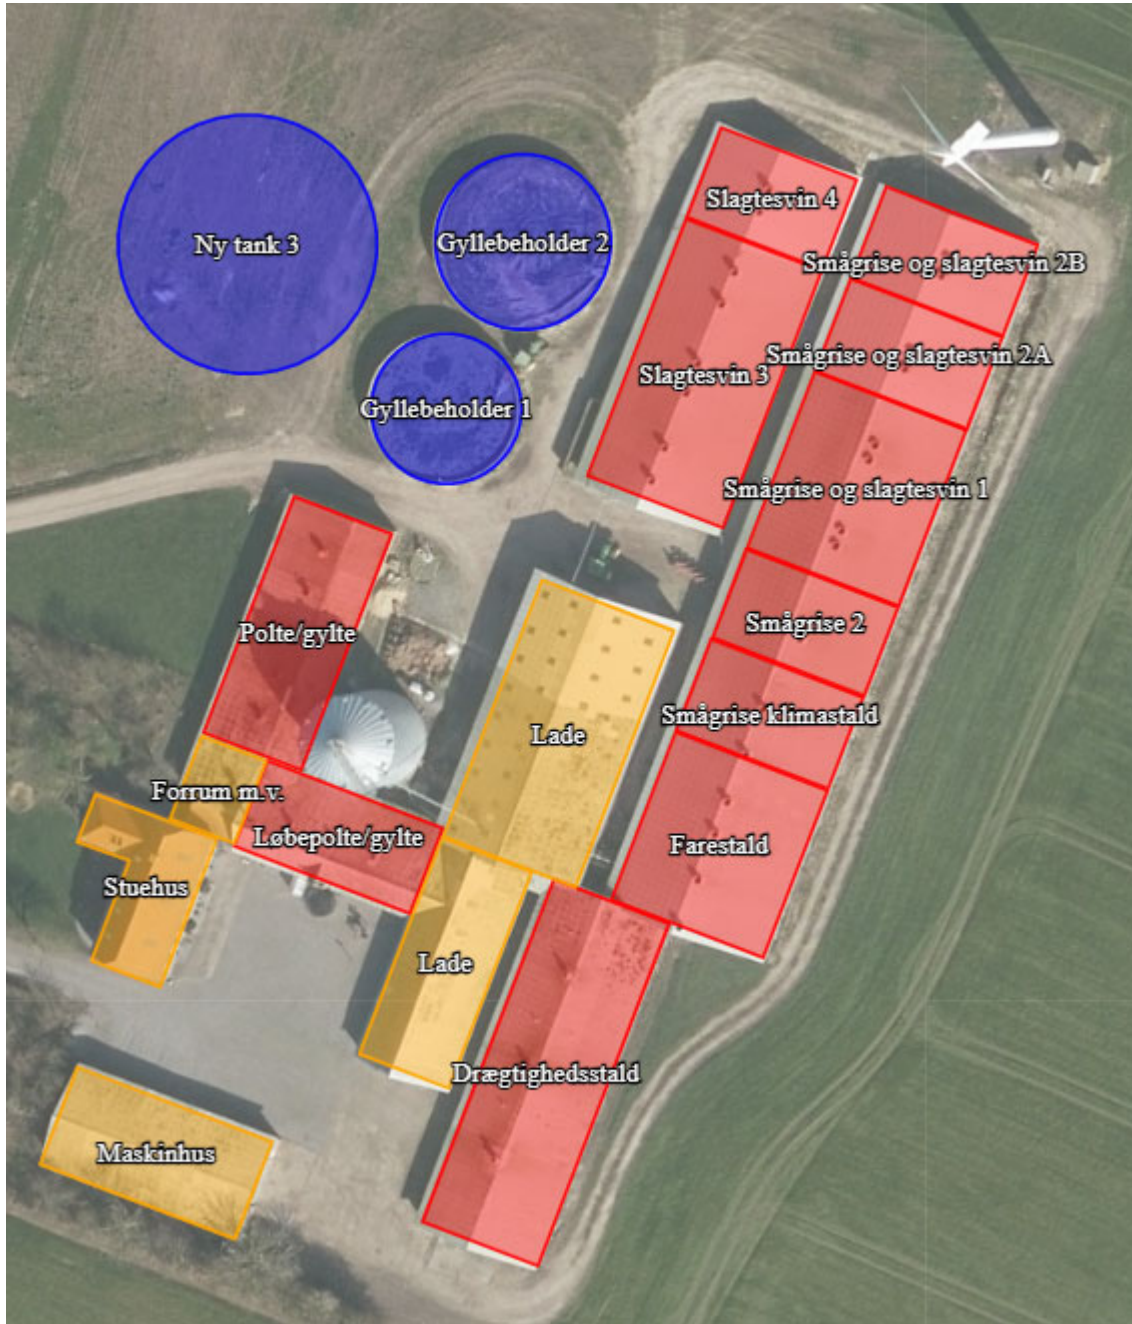 Slagtesvin 4
Ny tank 3
Gyllebeholder 2
Smågrise og slagtesvin 2B
Smågrise og slagtesvin 2A
Slagtesvin 3
Gyllebeholder 1
Smågrise og slagtesvin 1
Smågrise 2
Polte/gylte
Smågrise klimastald
Lade
Forrum m.v.
Løbepolte/gylte
Farestald
Stuehus
Lade
Drægtighedsstald
Maskinhus